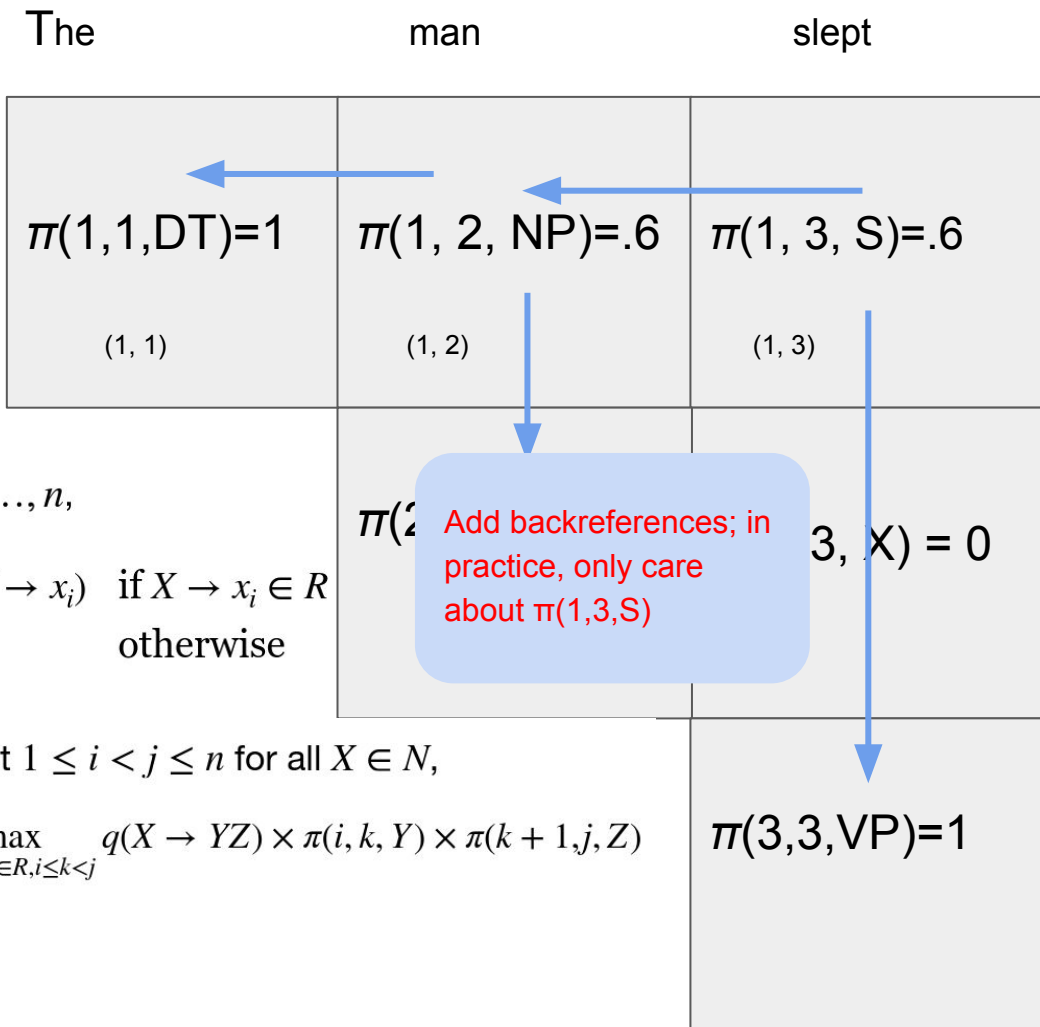 The man slept
π(1,1,DT)=1 π(1, 2, NP)=.6 π(1, 3, S)=.6
(1, 1) (1, 2) (1, 3)
…, n,
π(2 3, X) = 0
Add backreferences; in
practice, only care
about π(1,3,S)
→ xᵢ) if X → xᵢ ∈ R
otherwise
t 1 ≤ i < j ≤ n for all X ∈ N,
max q(X → YZ) × π(i, k, Y) × π(k + 1,j, Z)
∈R,i≤k<j
π(3,3,VP)=1